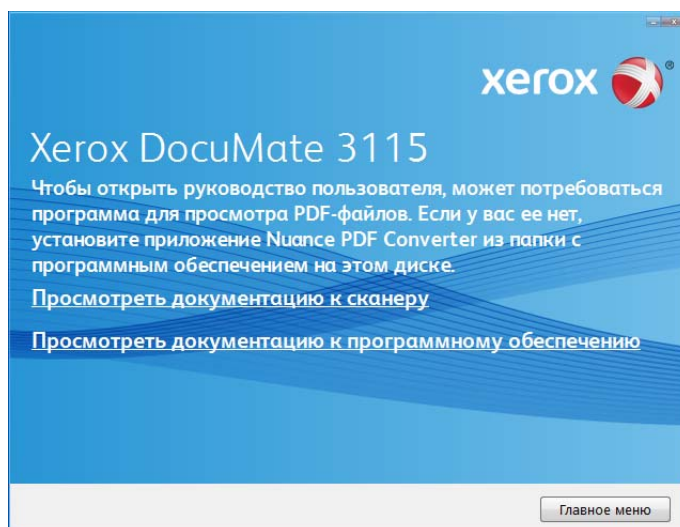 xerox
Xerox DocuMate 3115
Чтобы открыть руководство пользователя, может потребоваться
программа для просмотра PDF-файлов. Если у вас ее нет,
установите приложение Nuance PDF Converter из папки с
программным обеспечением на этом диске.
Просмотреть документацию к сканеру
Просмотреть документацию к программному обеспечению
Главное меню